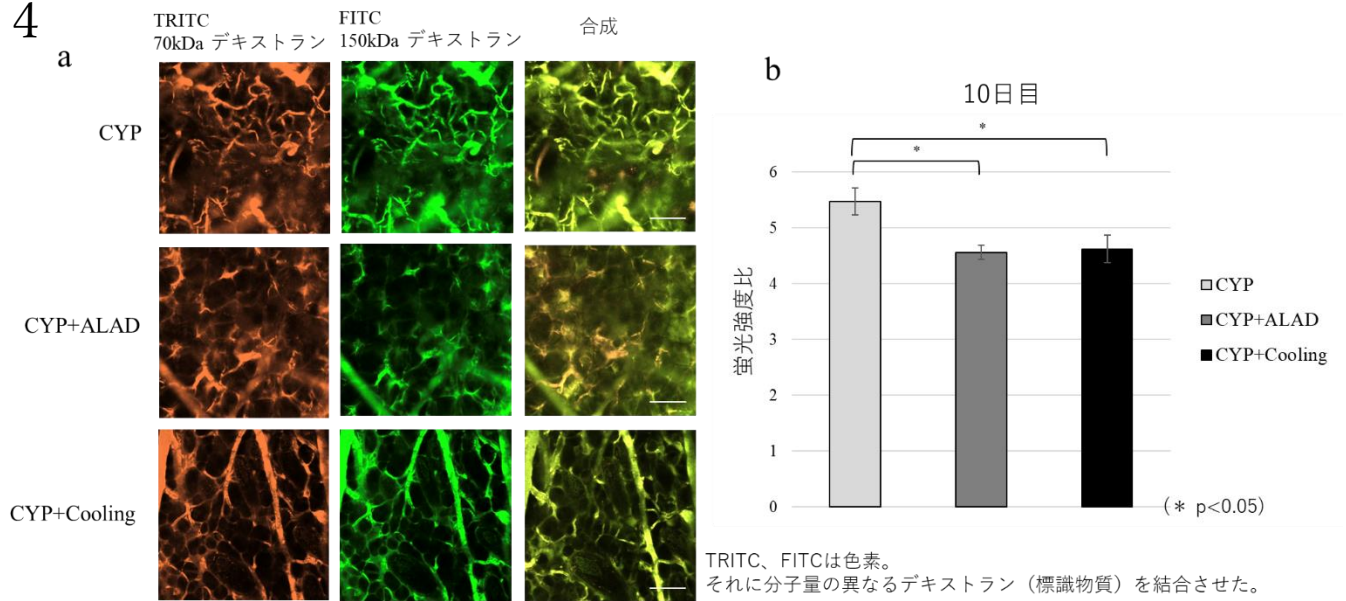 4
a
TRITC
70kDa デキストラン
FITC
150kDa デキストラン
合成
CYP
CYP+ALAD
CYP+Cooling
b
10日目
*
*
蛍光強度比
6
5
4
3
2
1
0
CYP
CYP+ALAD
CYP+Cooling
(* p<0.05)
TRITC、FITCは色素。
それに分子量の異なるデキストラン（標識物質）を結合させた。